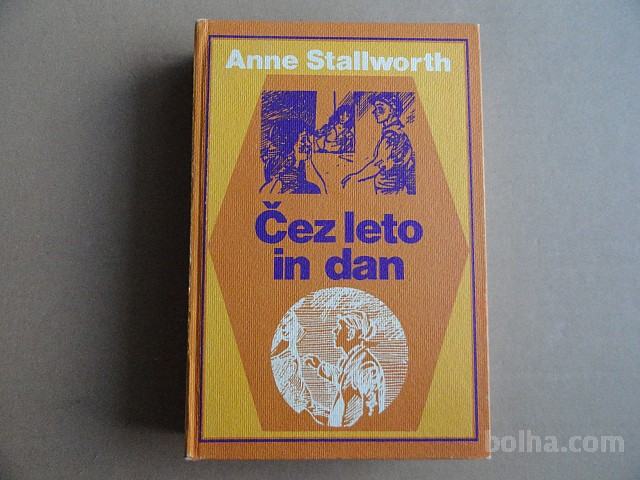 Anne Stallworth
Čez leto
in dan
bolha.com